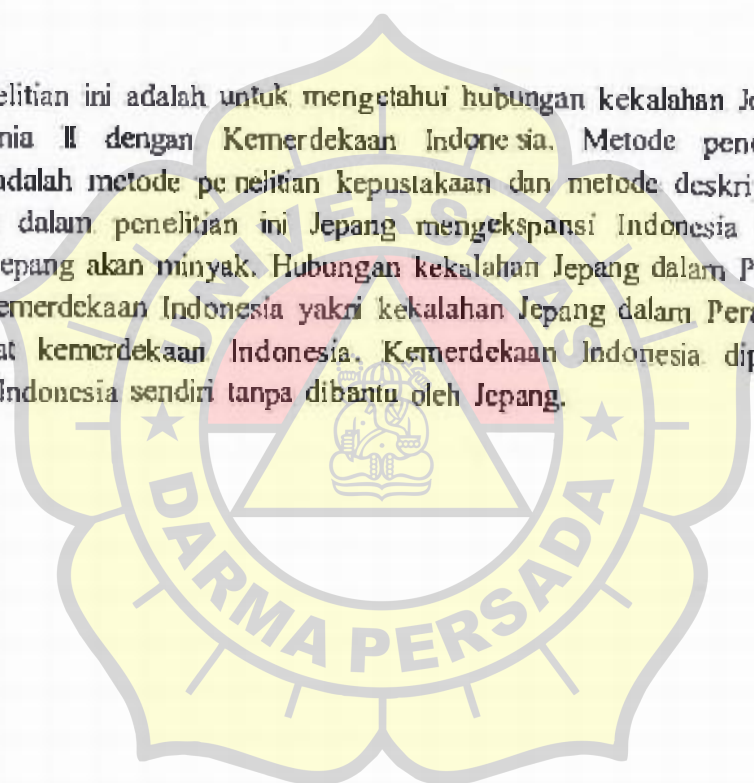 elitian ini adalah untuk mengetahui hubungan kekalahan Je
nia II dengan Kemerdekaan Indonesia. Metode pene
adalah metode penelitian kepustakaan dan metode deskri
dalam penelitian ini Jepang mengekspansi Indonesia
epang akan minyak. Hubungan kekalahan Jepang dalam P
emerdekaan Indonesia yakni kekalahan Jepang dalam Pera
at kemerdekaan Indonesia. Kemerdekaan Indonesia dip
Indonesia sendiri tanpa dibantu oleh Jepang.
UNIVERSITAS
DARMA PERSADA